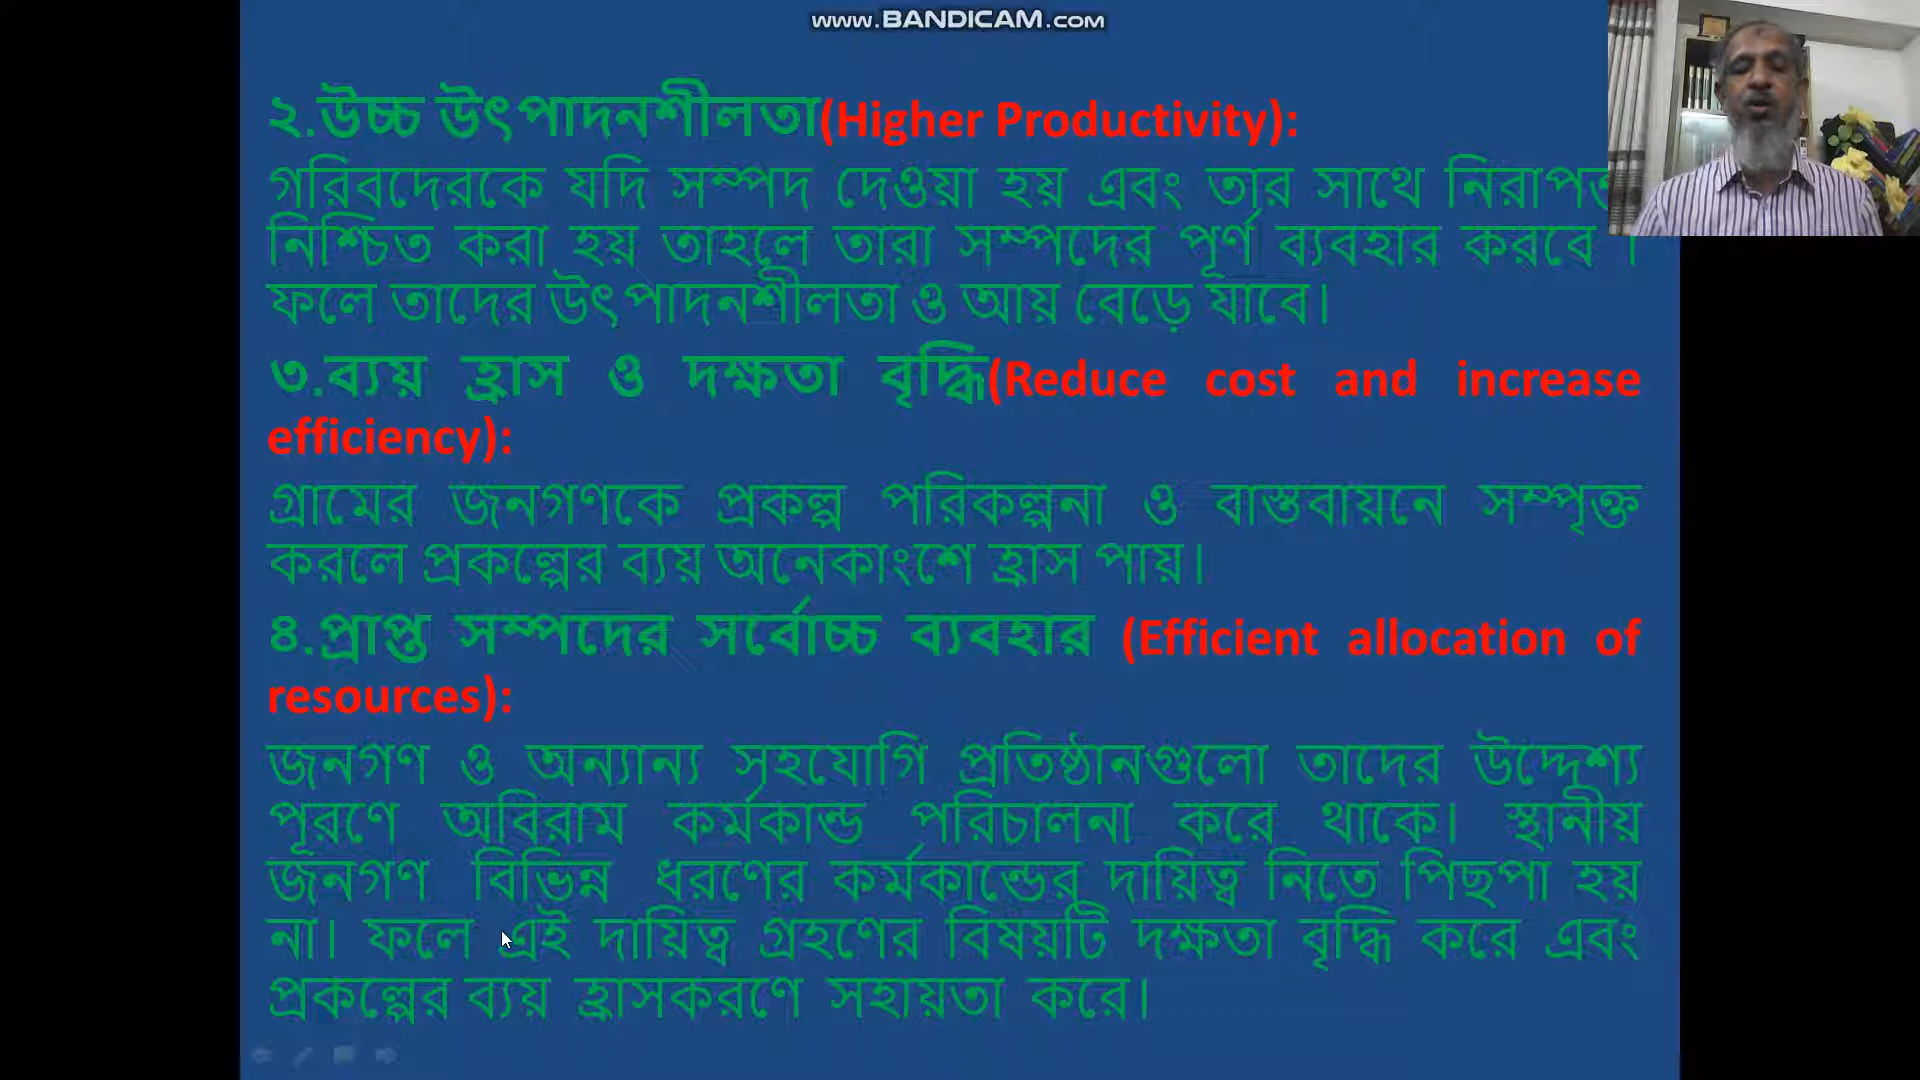 www.BANDICAM.com
২.উচ্চ উৎপাদনশীলতা(Higher Productivity):
গরিবদেরকে যদি সম্পদ দেওয়া হয় এবং তার সাথে
নিশ্চিত করা হয় তাহলে তারা সম্পদের পূর্ণ ব্যবহার করবে ।
ফলে তাদের উৎপাদনশীলতা ও আয় বেড়ে যাবে।
৩.ব্যয় হ্রাস ও দক্ষতা বৃদ্ধি(Reduce cost and increase
efficiency):
গ্রামের জনগণকে প্রকল্প পরিকল্পনা ও বাস্তবায়নে সম্পৃক্ত
করলে প্রকল্পের ব্যয় অনেকাংশে হ্রাস পায়।
৪.প্রাপ্ত সম্পদের সর্বোচ্চ ব্যবহার (Efficient allocation of
resources):
জনগণ ও অন্যান্য সহযোগি প্রতিষ্ঠানগুলো তাদের উদ্দেশ্য
পূরণে অবিরাম কর্মকান্ড পরিচালনা করে থাকে। স্থানীয়
জনগণ বিভিন্ন ধরণের কর্মকান্ডের দায়িত্ব নিতে পিছপা হয়
না। ফলে এই দায়িত্ব গ্রহণের বিষয়টি দক্ষতা বৃদ্ধি করে এবং
প্রকল্পের ব্যয় হ্রাসকরণে সহায়তা করে।